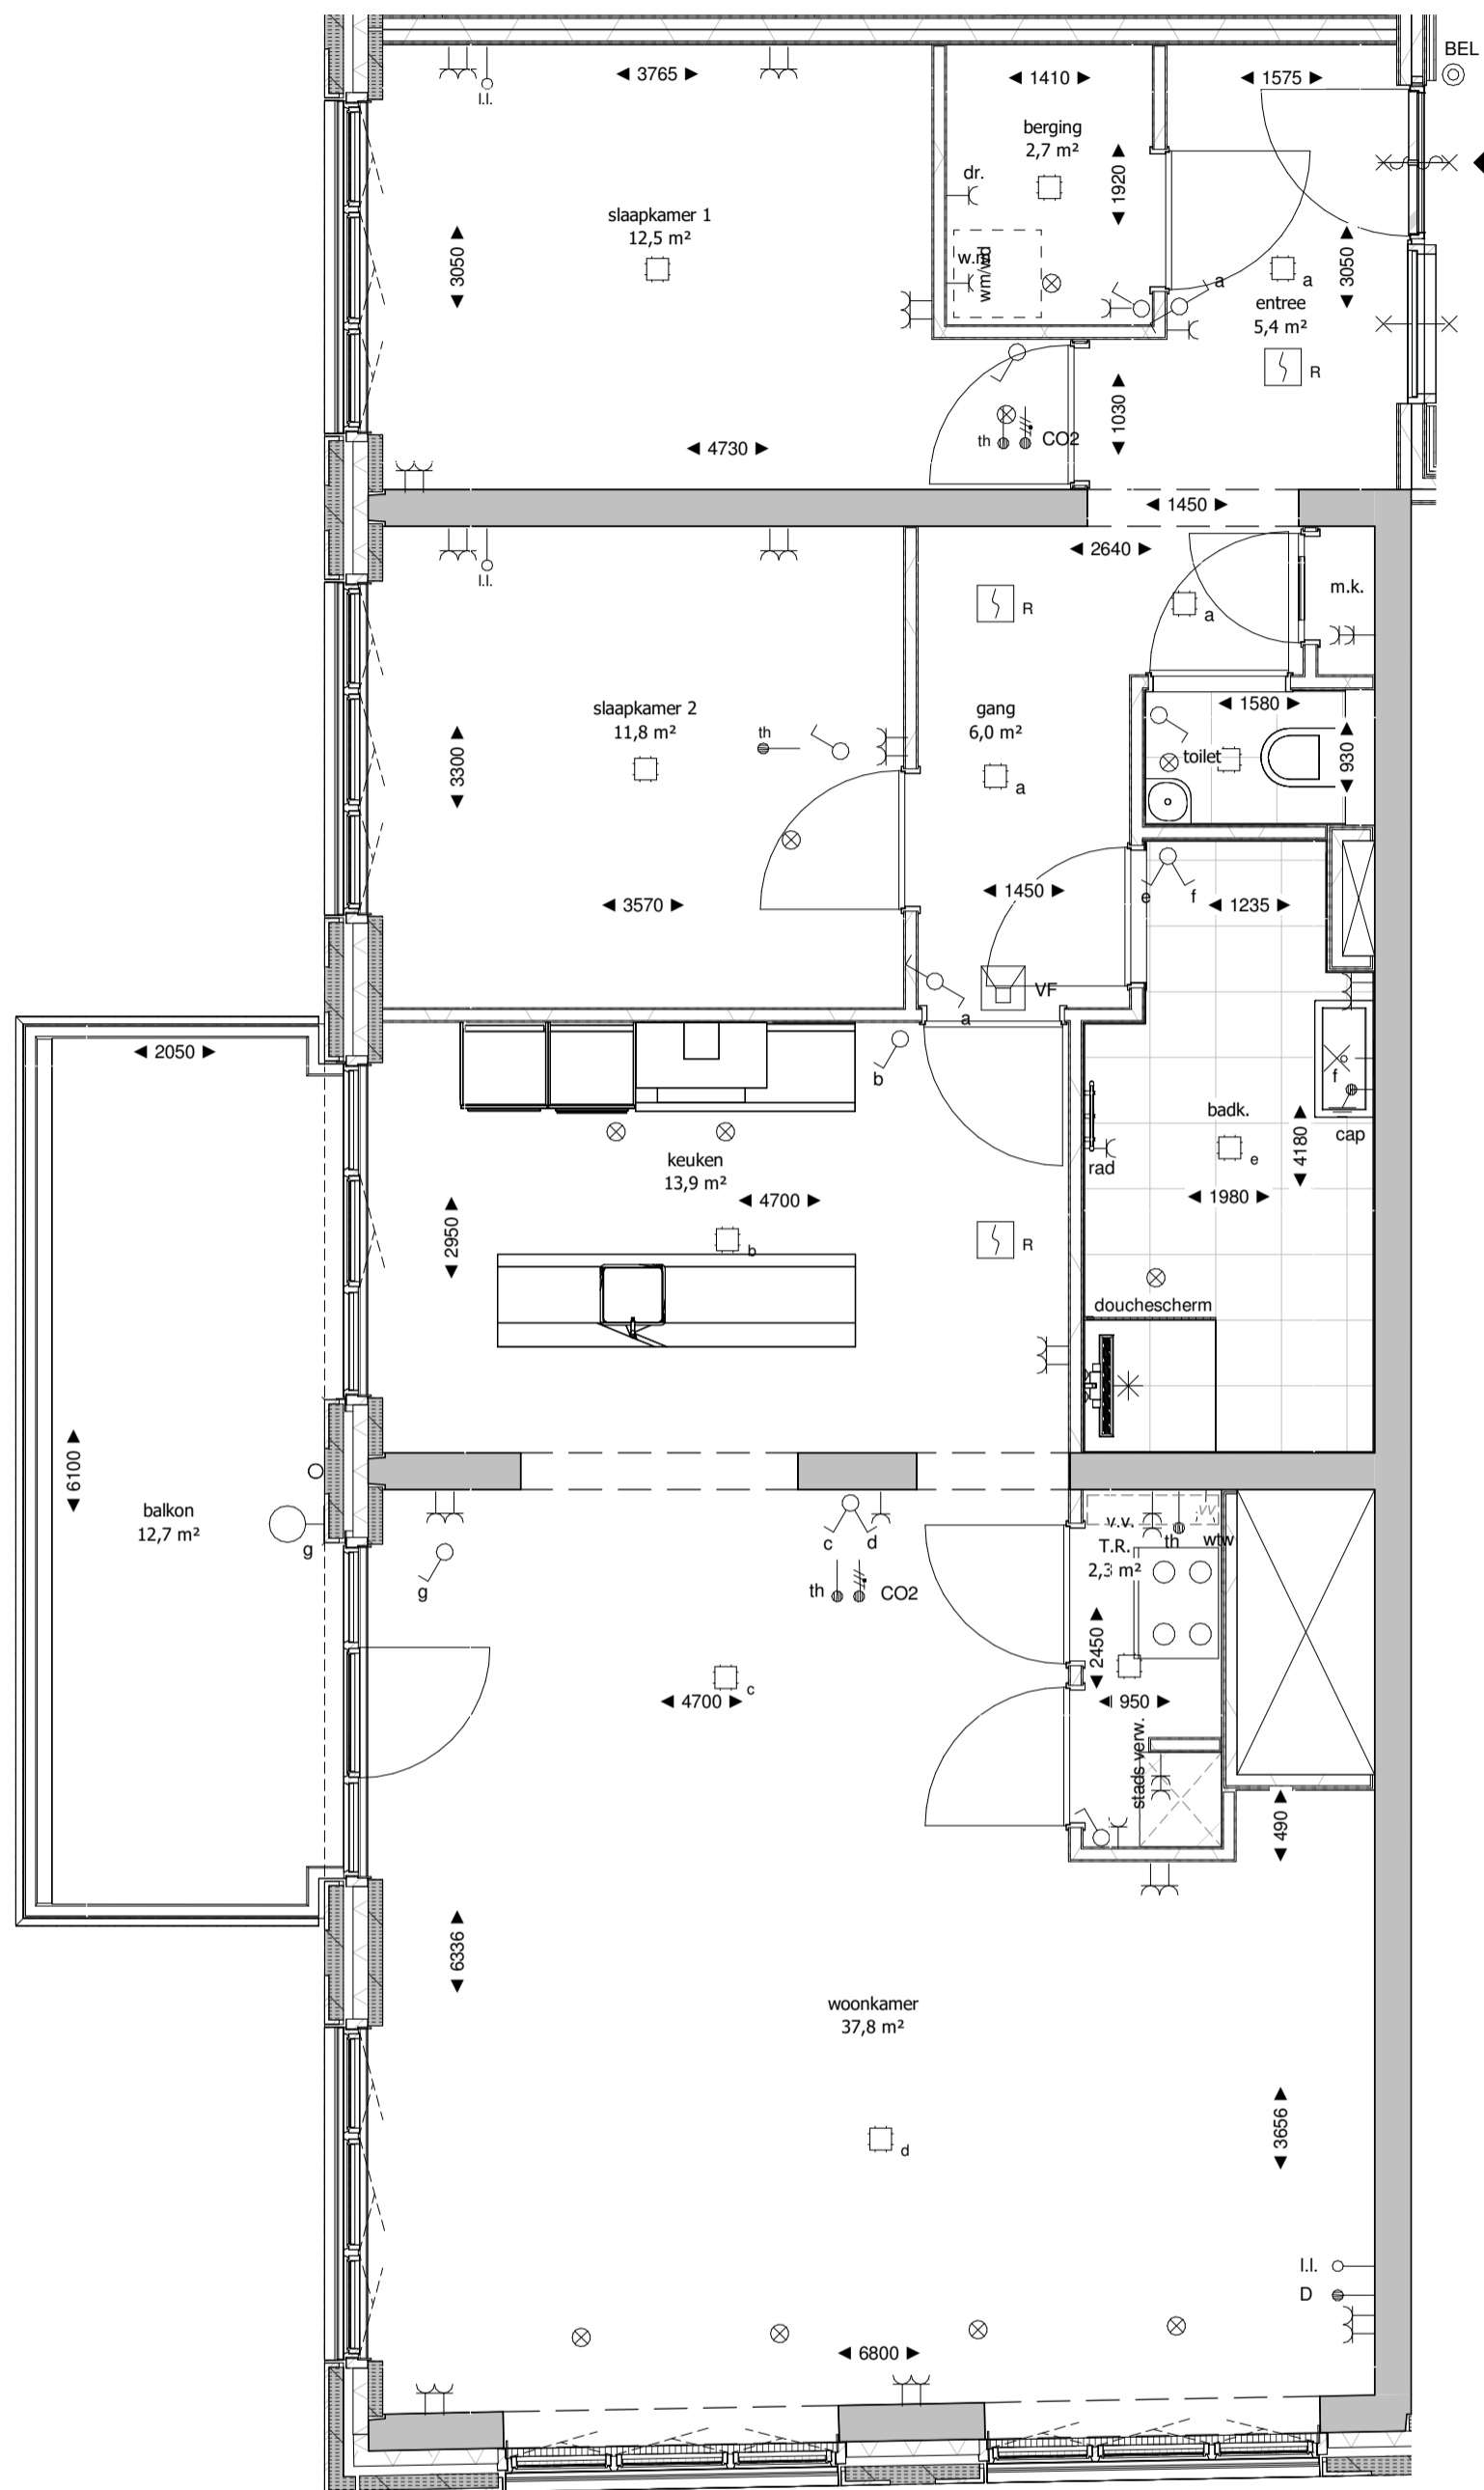 BEL
◄ 3765 ►
◄ 1410 ►
◄ 1575 ►
l.l.
berging
2,7 m²
◄ 1920 ►
dr.
slaapkamer 1
12,5 m²
◄ 3050 ►
w.m
wm/wd
a
a
◄ 3050 ►
entree
5,4 m²
R
◄ 1030 ►
th
CO2
◄ 4730 ►
◄ 1450 ►
◄ 2640 ►
l.l.
R
a
m.k.
slaapkamer 2
11,8 m²
th
gang
6,0 m²
◄ 1580 ►
toilet
◄ 930 ►
◄ 3300 ►
a
◄ 3570 ►
◄ 1450 ►
e
f
◄ 1235 ►
VF
a
◄ 2050 ►
b
f
badk.
cap
◄ 4180 ►
keuken
13,9 m²
e
rad
◄ 4700 ►
◄ 1980 ►
◄ 2950 ►
b
R
douchescherm
◄ 6100 ►
balkon
12,7 m²
g
g
c
d
v.v.
vv
T.R.
2,3 m²
th
wtw
th
CO2
◄ 2450 ►
c
◄ 4700 ►
◄ 950 ►
stads verw.
◄ 490 ►
◄ 6336 ►
woonkamer
37,8 m²
◄ 3656 ►
d
l.l.
D
◄ 6800 ►